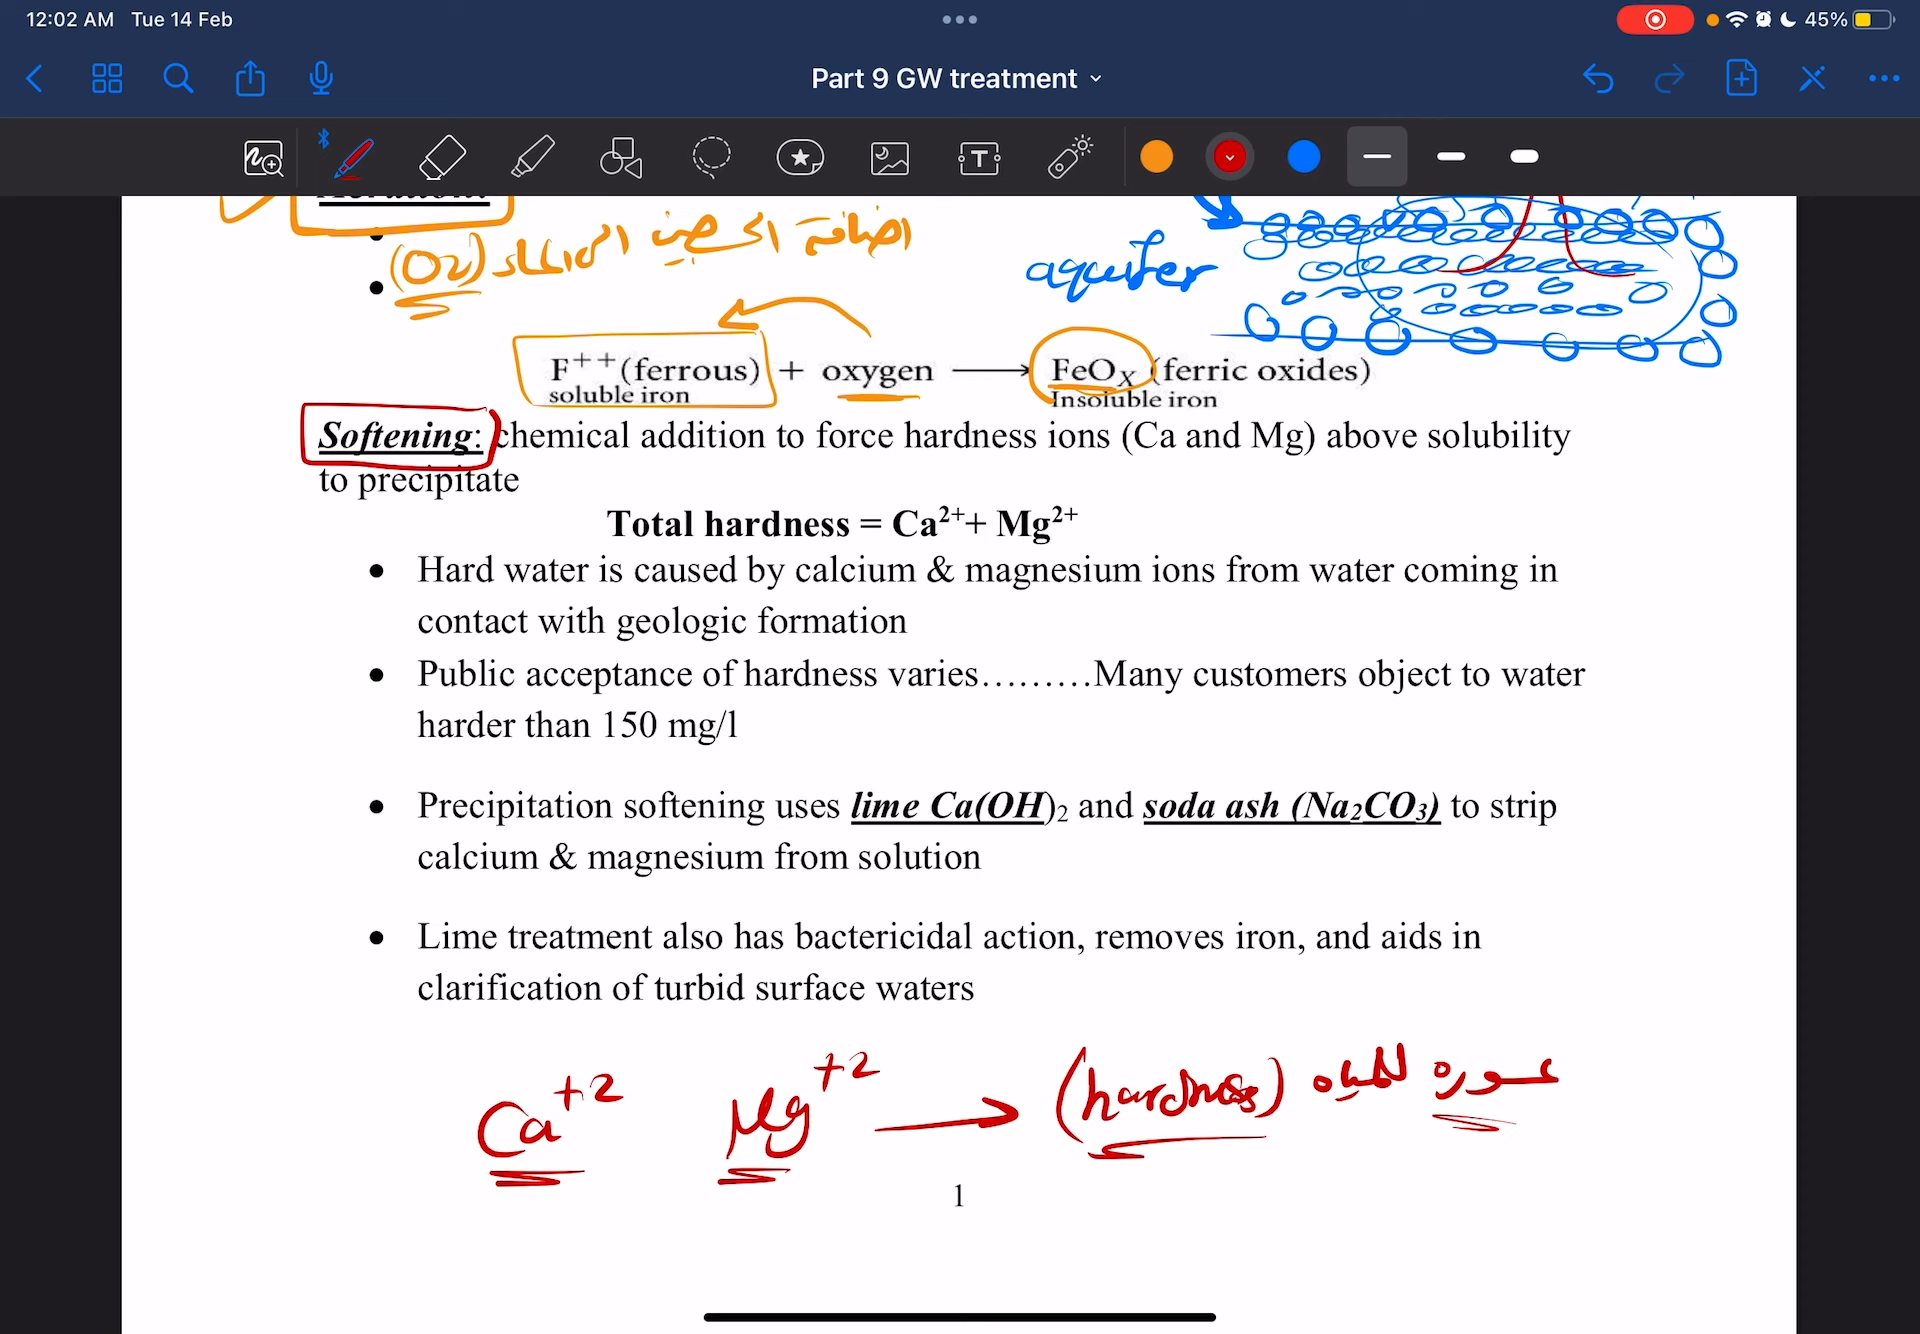 12:02 AM Tue 14 Feb
45%
Part 9 GW treatment
اضافة الاكسجين الى الماء (O2)
aquifer
F++(ferrous) + oxygen → FeOX (ferric oxides)
soluble iron Insoluble iron
Softening: chemical addition to force hardness ions (Ca and Mg) above solubility
to precipitate
Total hardness = Ca2++ Mg2+
• Hard water is caused by calcium & magnesium ions from water coming in
contact with geologic formation
• Public acceptance of hardness varies.........Many customers object to water
harder than 150 mg/l
• Precipitation softening uses lime Ca(OH)2 and soda ash (Na2CO3) to strip
calcium & magnesium from solution
• Lime treatment also has bactericidal action, removes iron, and aids in
clarification of turbid surface waters
Ca+2 Mg+2 → (hardness) عسورة المياه
1